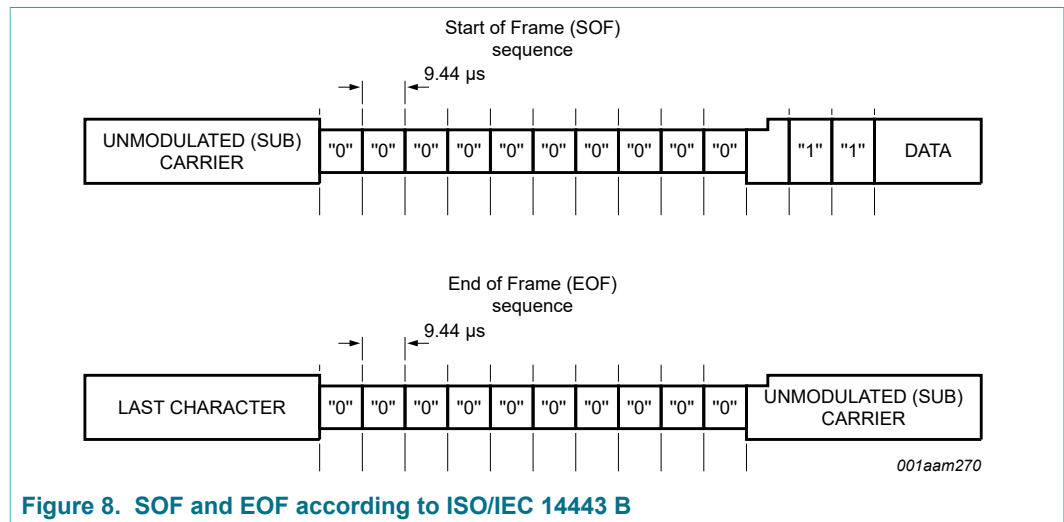 Start of Frame (SOF)
sequence
9.44 µs
UNMODULATED (SUB)
CARRIER
"0" "0" "0" "0" "0" "0" "0" "0" "0" "0" "1" "1" DATA
End of Frame (EOF)
sequence
9.44 µs
LAST CHARACTER "0" "0" "0" "0" "0" "0" "0" "0" "0" "0" UNMODULATED (SUB)
CARRIER
001aam270
Figure 8. SOF and EOF according to ISO/IEC 14443 B